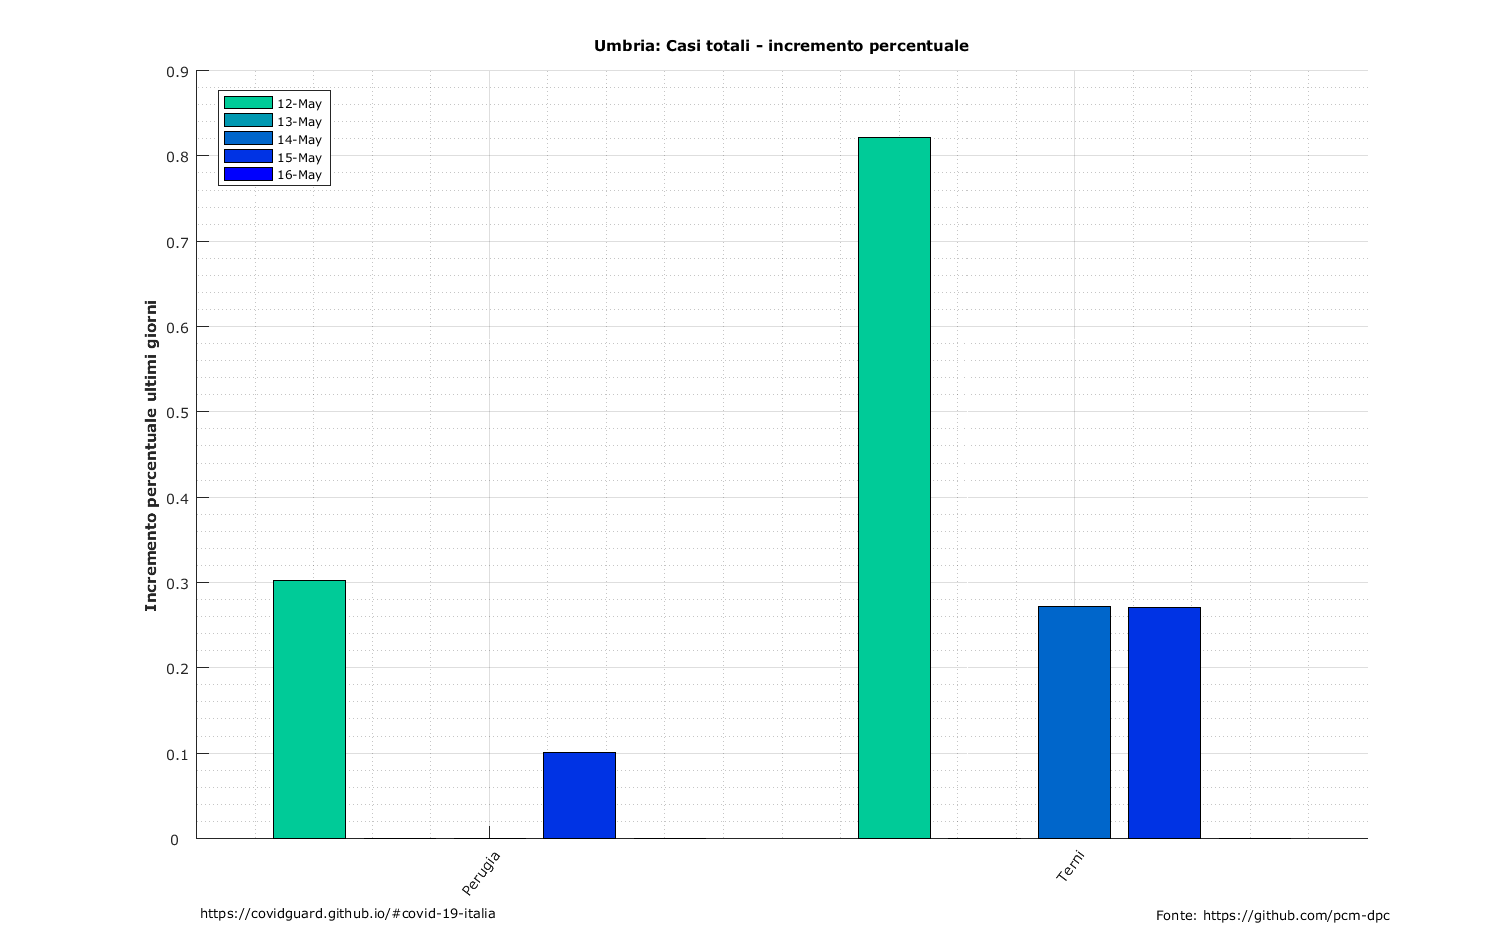 Umbria: Casi totali - incremento percentuale
0.9
0.8
0.7
0.6
0.5
0.4
0.3
0.2
0.1
0
12-May
13-May
14-May
15-May
16-May
Incremento percentuale ultimi giorni
Perugia
Terni
https://covidguard.github.io/#covid-19-italia
Fonte: https://github.com/pcm-dpc